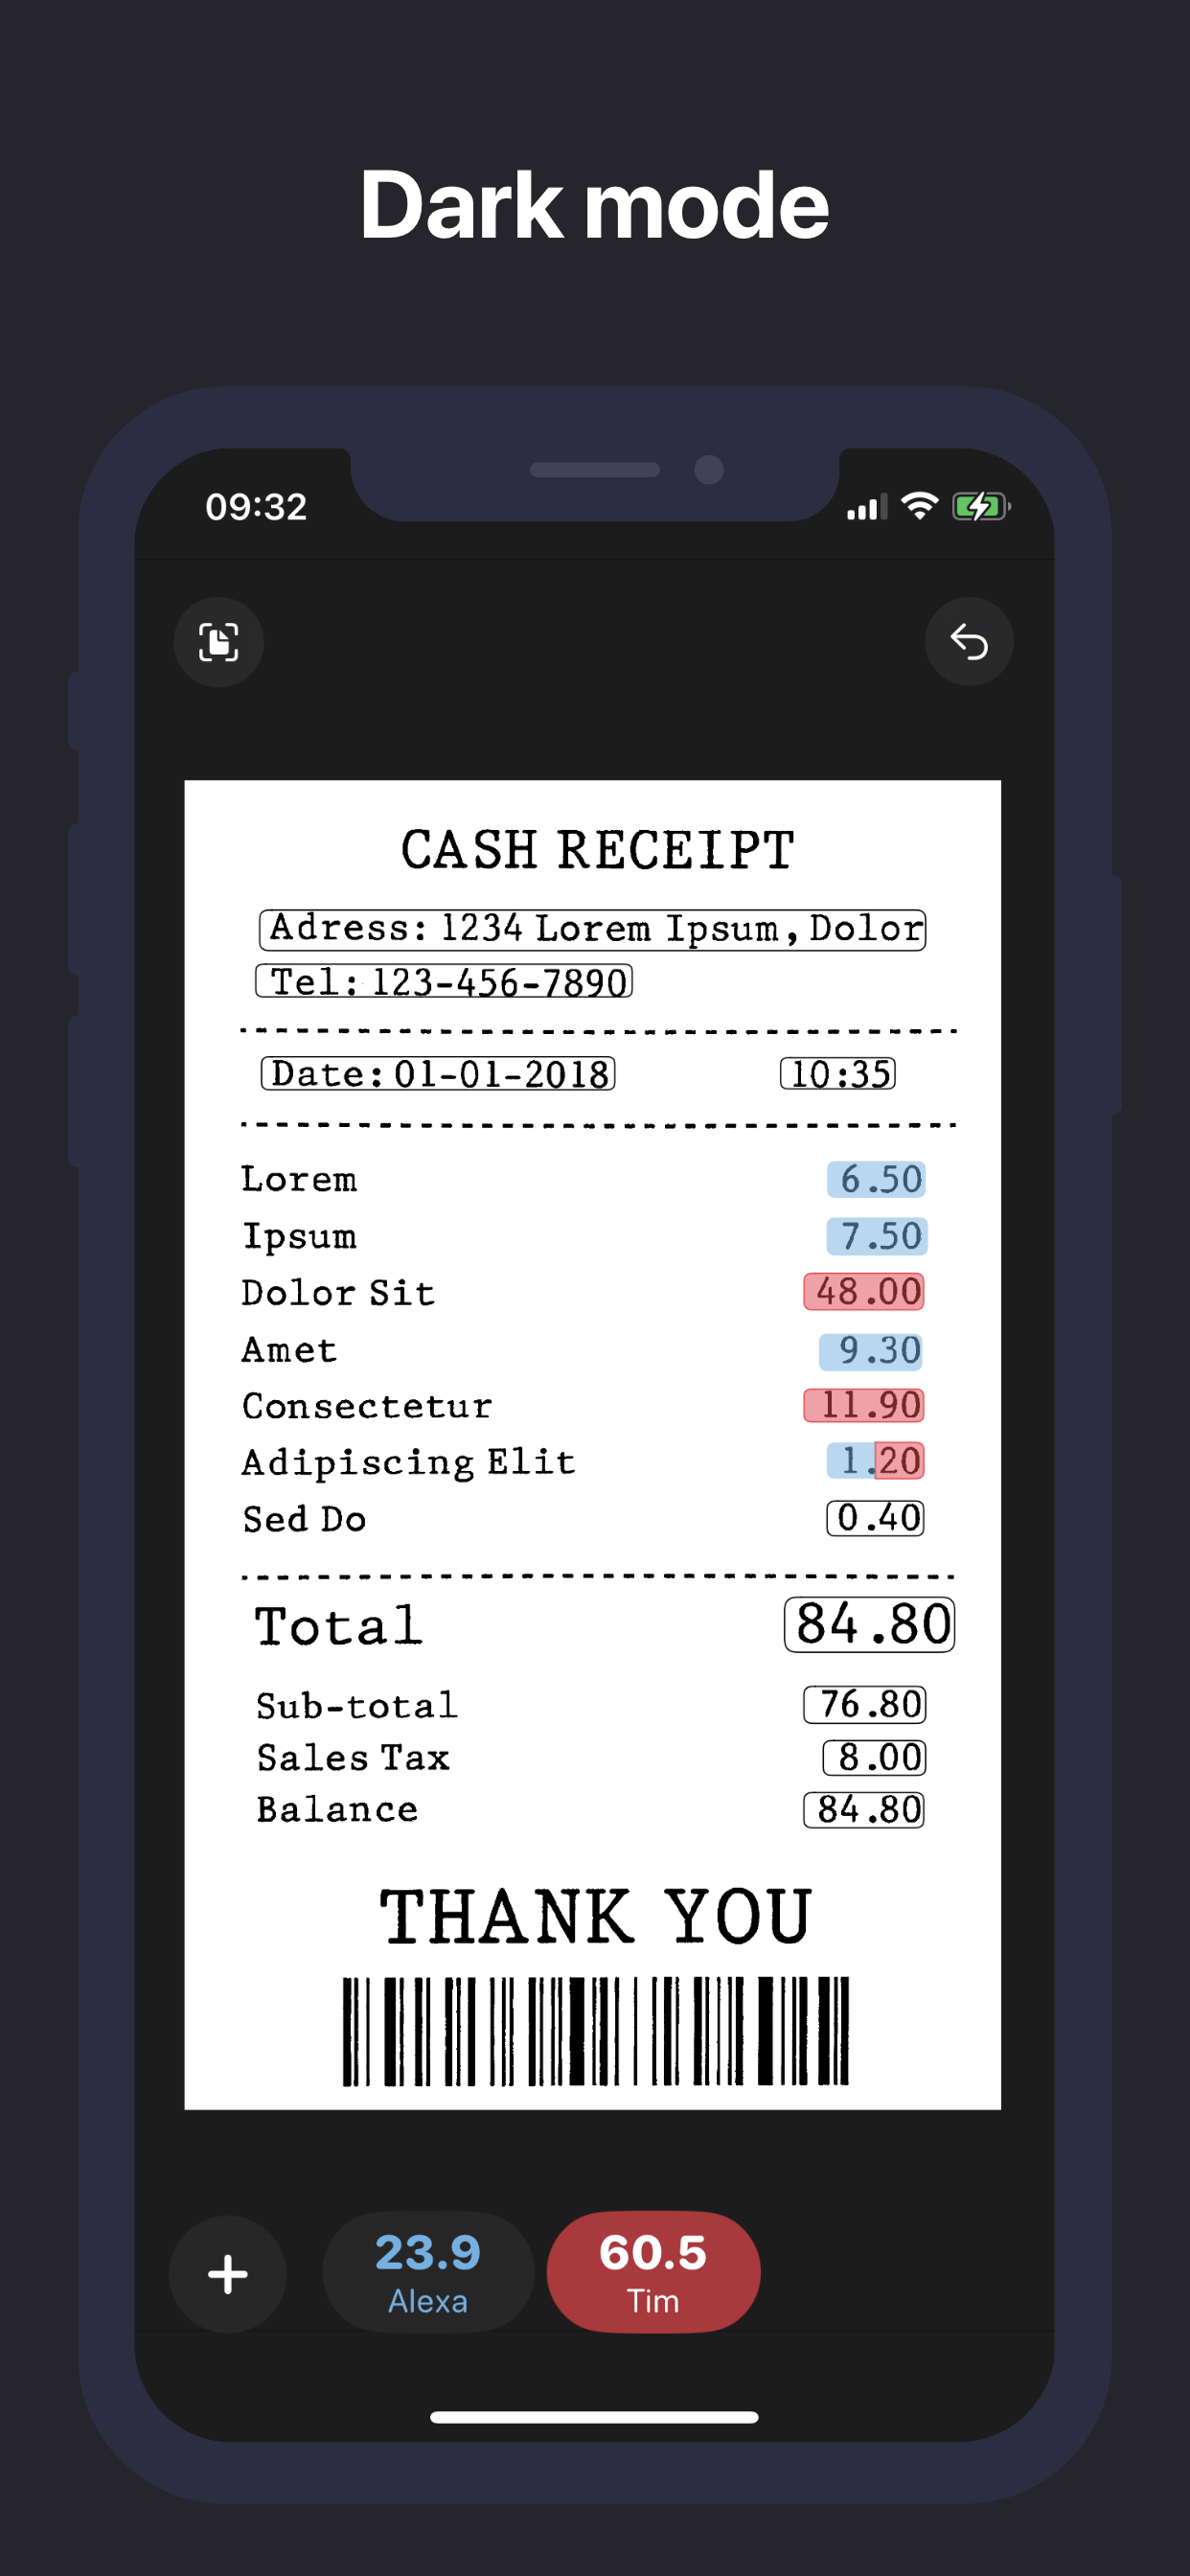 Dark mode
09:32
CASH RECEIPT
Adress: 1234 Lorem Ipsum, Dolor
Tel: 123-456-7890
Date: 01-01-2018 10:35
Lorem 6.50
Ipsum 7.50
Dolor Sit 48.00
Amet 9.30
Consectetur 11.90
Adipiscing Elit 1.20
Sed Do 0.40
Total 84.80
Sub-total 76.80
Sales Tax 8.00
Balance 84.80
THANK YOU
23.9 60.5
Alexa Tim